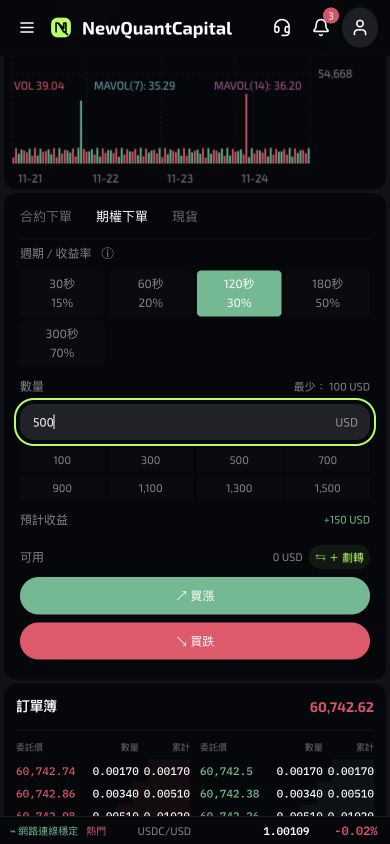 NewQuantCapital
3
54,668
VOL 39.04 MAVOL(7): 35.29 MAVOL(14): 36.20
11-21 11-22 11-23 11-24
合約下單 期權下單 現貨
週期 / 收益率
30秒 60秒 120秒 180秒
15% 20% 30% 50%
300秒
70%
數量 最少： 100 USD
500 USD
100 300 500 700
900 1,100 1,300 1,500
預計收益 +150 USD
可用 0 USD ⇆ + 劃轉
↗ 買漲
↘ 買跌
訂單簿 60,742.62
委託價 數量 累計 委託價 數量 累計
60,742.74 0.00170 0.00170 60,742.5 0.00170 0.00170
60,742.86 0.00340 0.00510 60,742.38 0.00340 0.00510
網路連線穩定 熱門 USDC/USD 1.00109 -0.02%